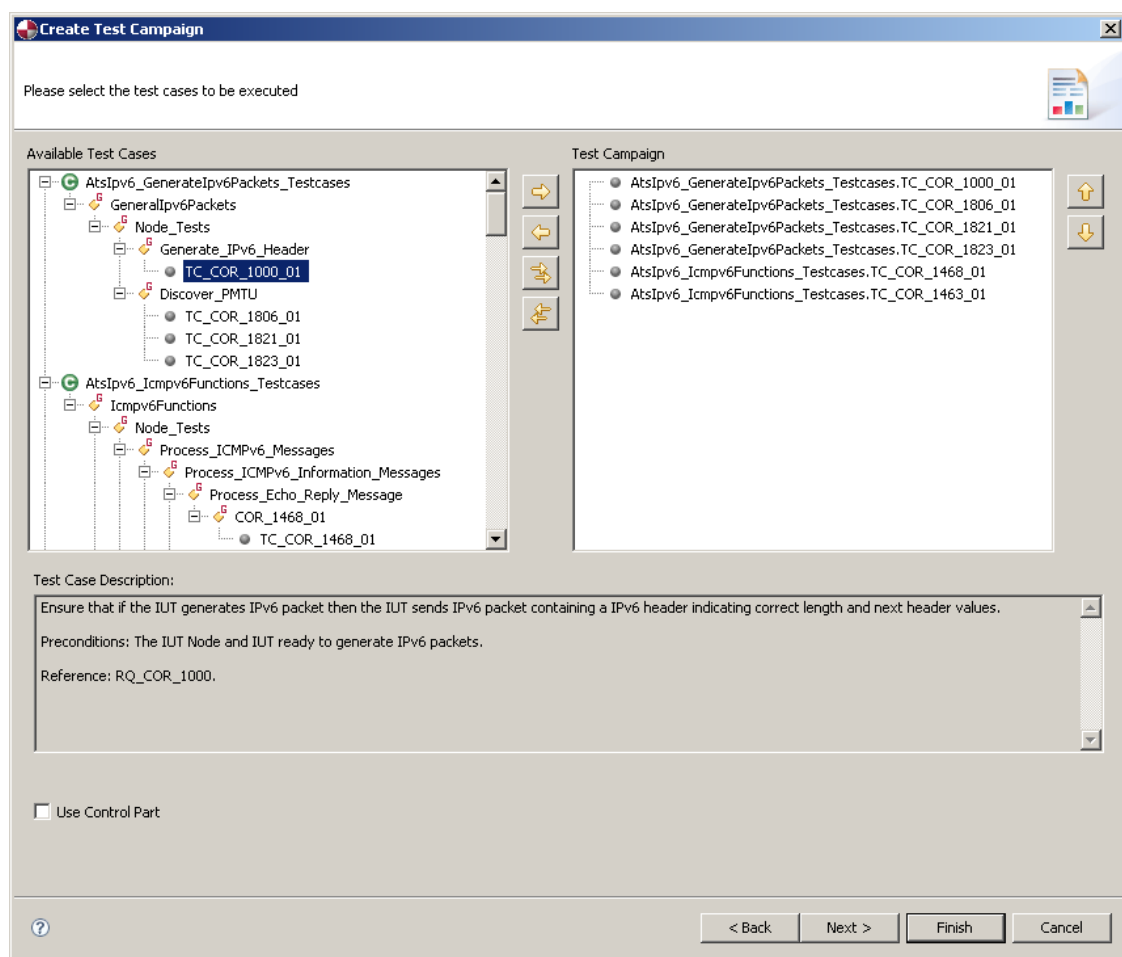 Create Test Campaign
Please select the test cases to be executed
Available Test Cases
AtsIpv6_GenerateIpv6Packets_Testcases
GeneralIpv6Packets
Node_Tests
Generate_IPv6_Header
TC_COR_1000_01
Discover_PMTU
TC_COR_1806_01
TC_COR_1821_01
TC_COR_1823_01
AtsIpv6_Icmpv6Functions_Testcases
Icmpv6Functions
Node_Tests
Process_ICMPv6_Messages
Process_ICMPv6_Information_Messages
Process_Echo_Reply_Message
COR_1468_01
TC_COR_1468_01
Test Campaign
AtsIpv6_GenerateIpv6Packets_Testcases.TC_COR_1000_01
AtsIpv6_GenerateIpv6Packets_Testcases.TC_COR_1806_01
AtsIpv6_GenerateIpv6Packets_Testcases.TC_COR_1821_01
AtsIpv6_GenerateIpv6Packets_Testcases.TC_COR_1823_01
AtsIpv6_Icmpv6Functions_Testcases.TC_COR_1468_01
AtsIpv6_Icmpv6Functions_Testcases.TC_COR_1463_01
Test Case Description:
Ensure that if the IUT generates IPv6 packet then the IUT sends IPv6 packet containing a IPv6 header indicating correct length and next header values.
Preconditions: The IUT Node and IUT ready to generate IPv6 packets.
Reference: RQ_COR_1000.
Use Control Part
< Back
Next >
Finish
Cancel